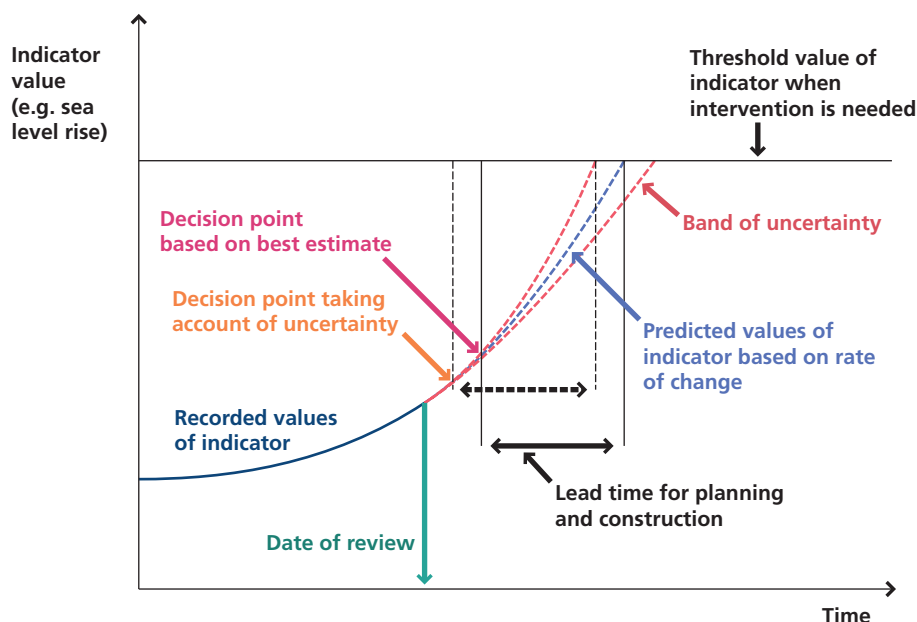 Indicator
value
(e.g. sea
level rise)
Threshold value of
indicator when
intervention is needed
Decision point
based on best estimate
Band of uncertainty
Decision point taking
account of uncertainty
Predicted values of
indicator based on rate
of change
Recorded values
of indicator
Lead time for planning
and construction
Date of review
Time